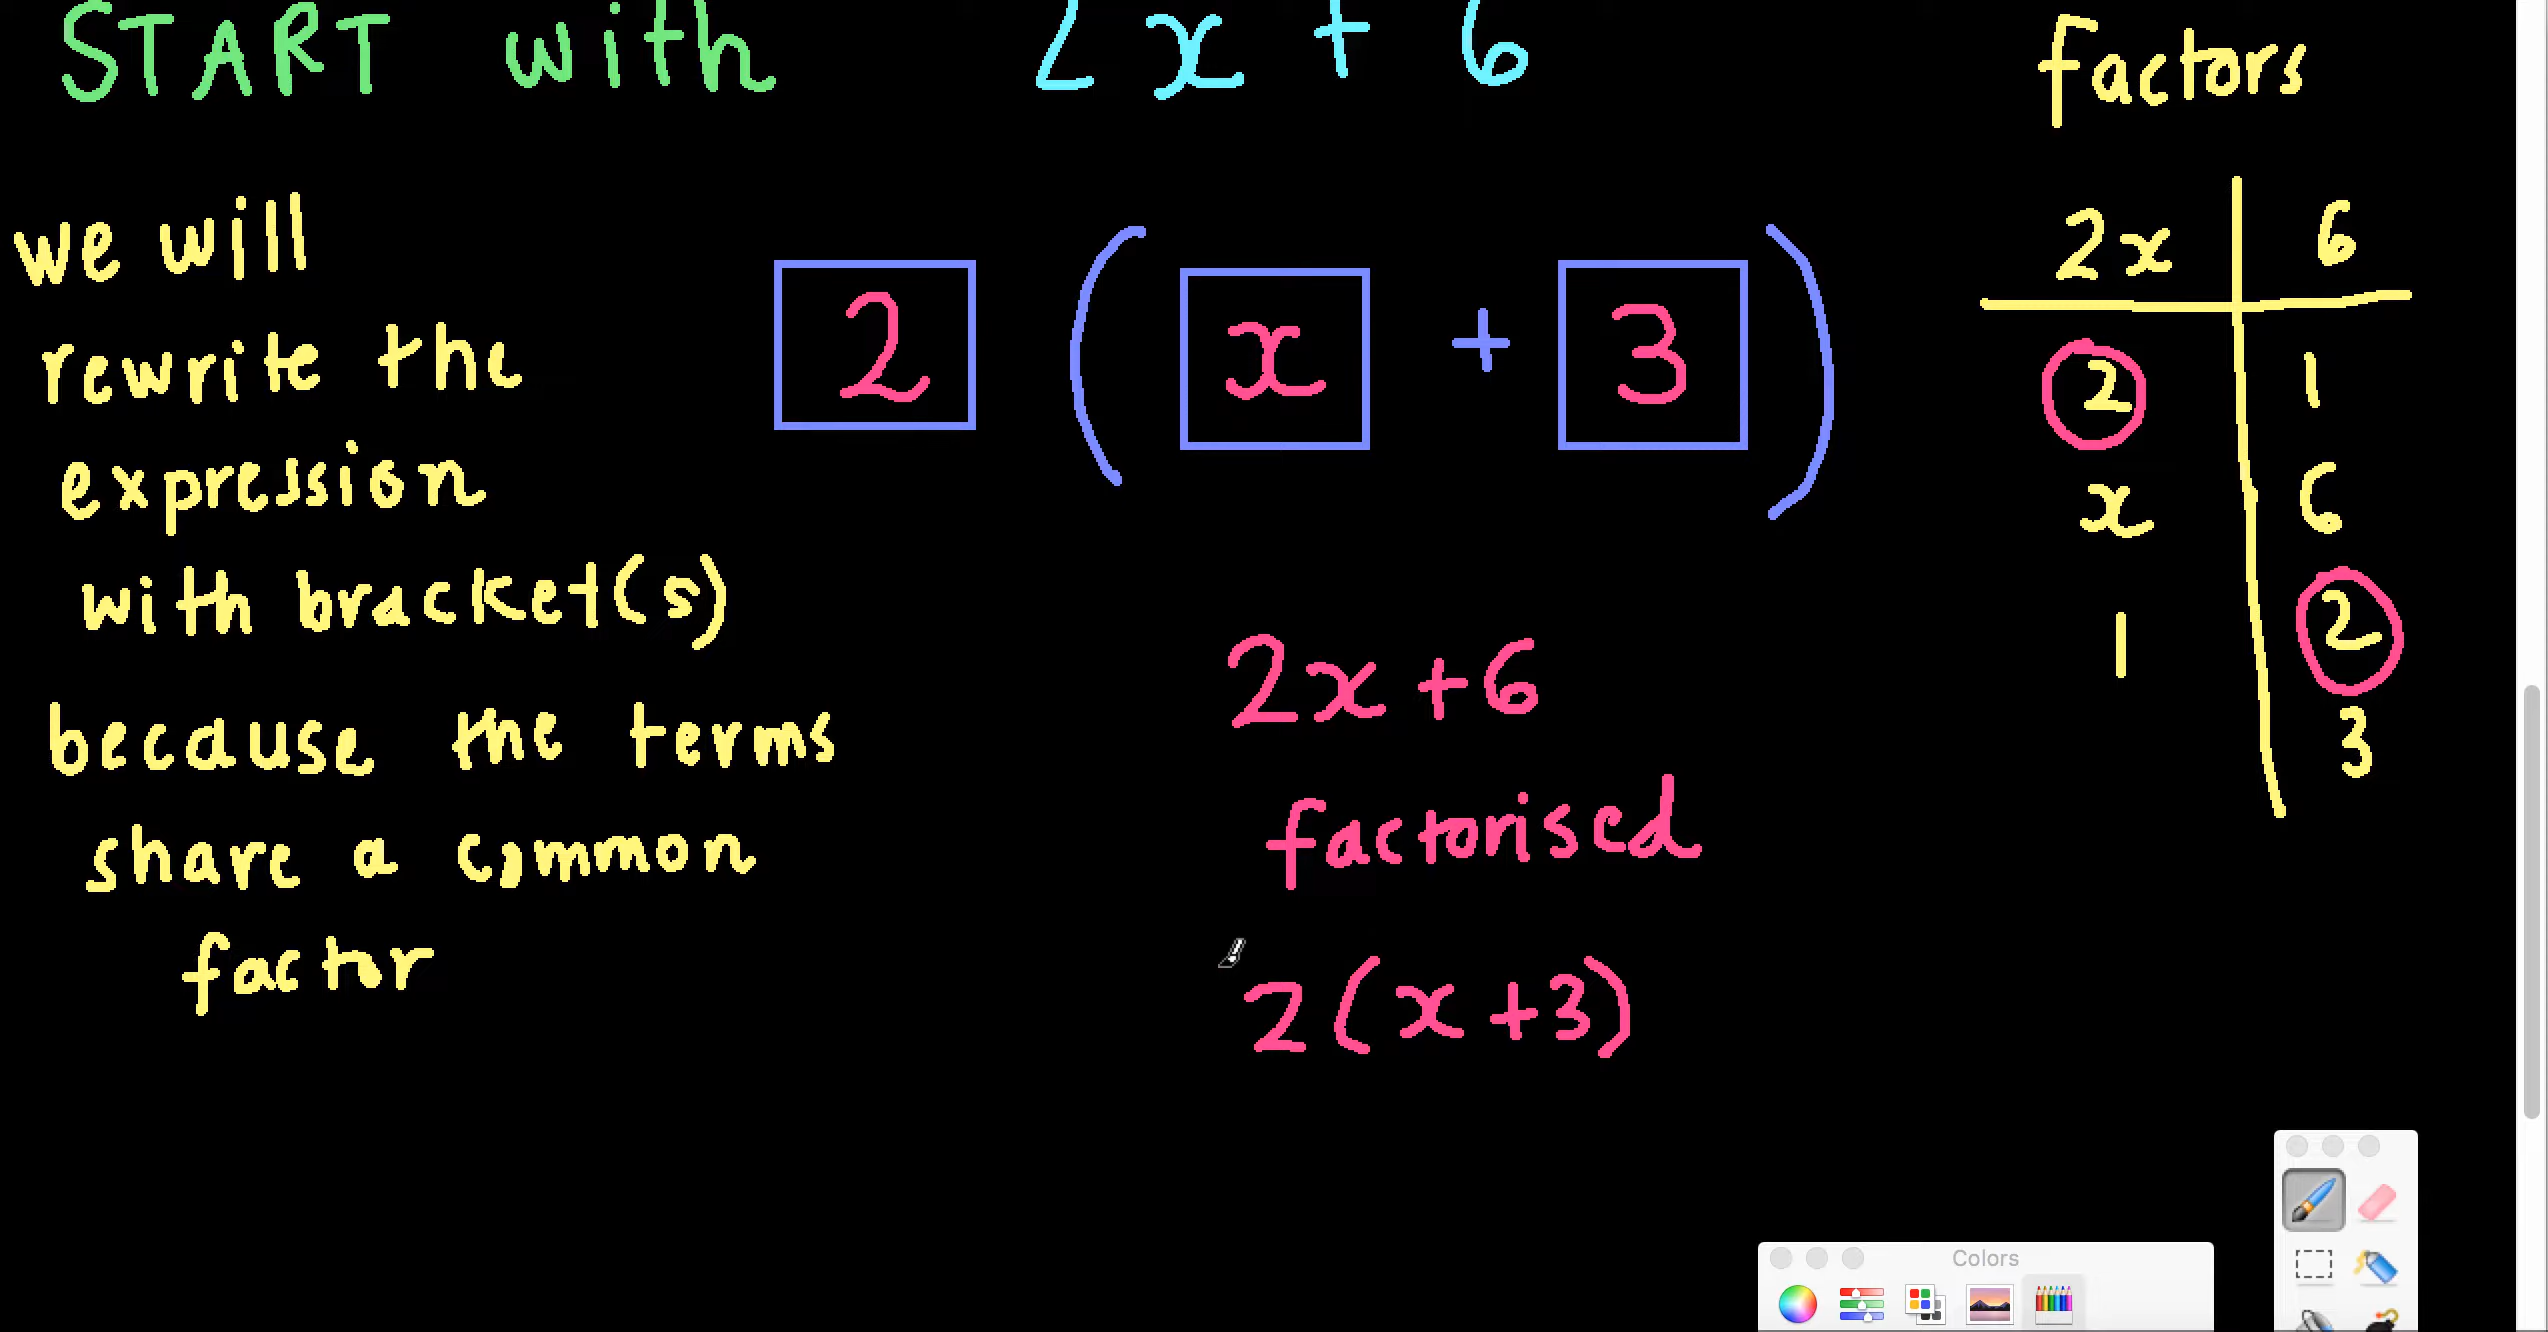 START with 2x + 6
factors
we will
rewrite the
expression
with bracket(s)
because the terms
share a common
factor
2 ( x + 3 )
2x + 6
factorised
2(x + 3)
2x 6
2 1
x 6
1 2
3
Colors